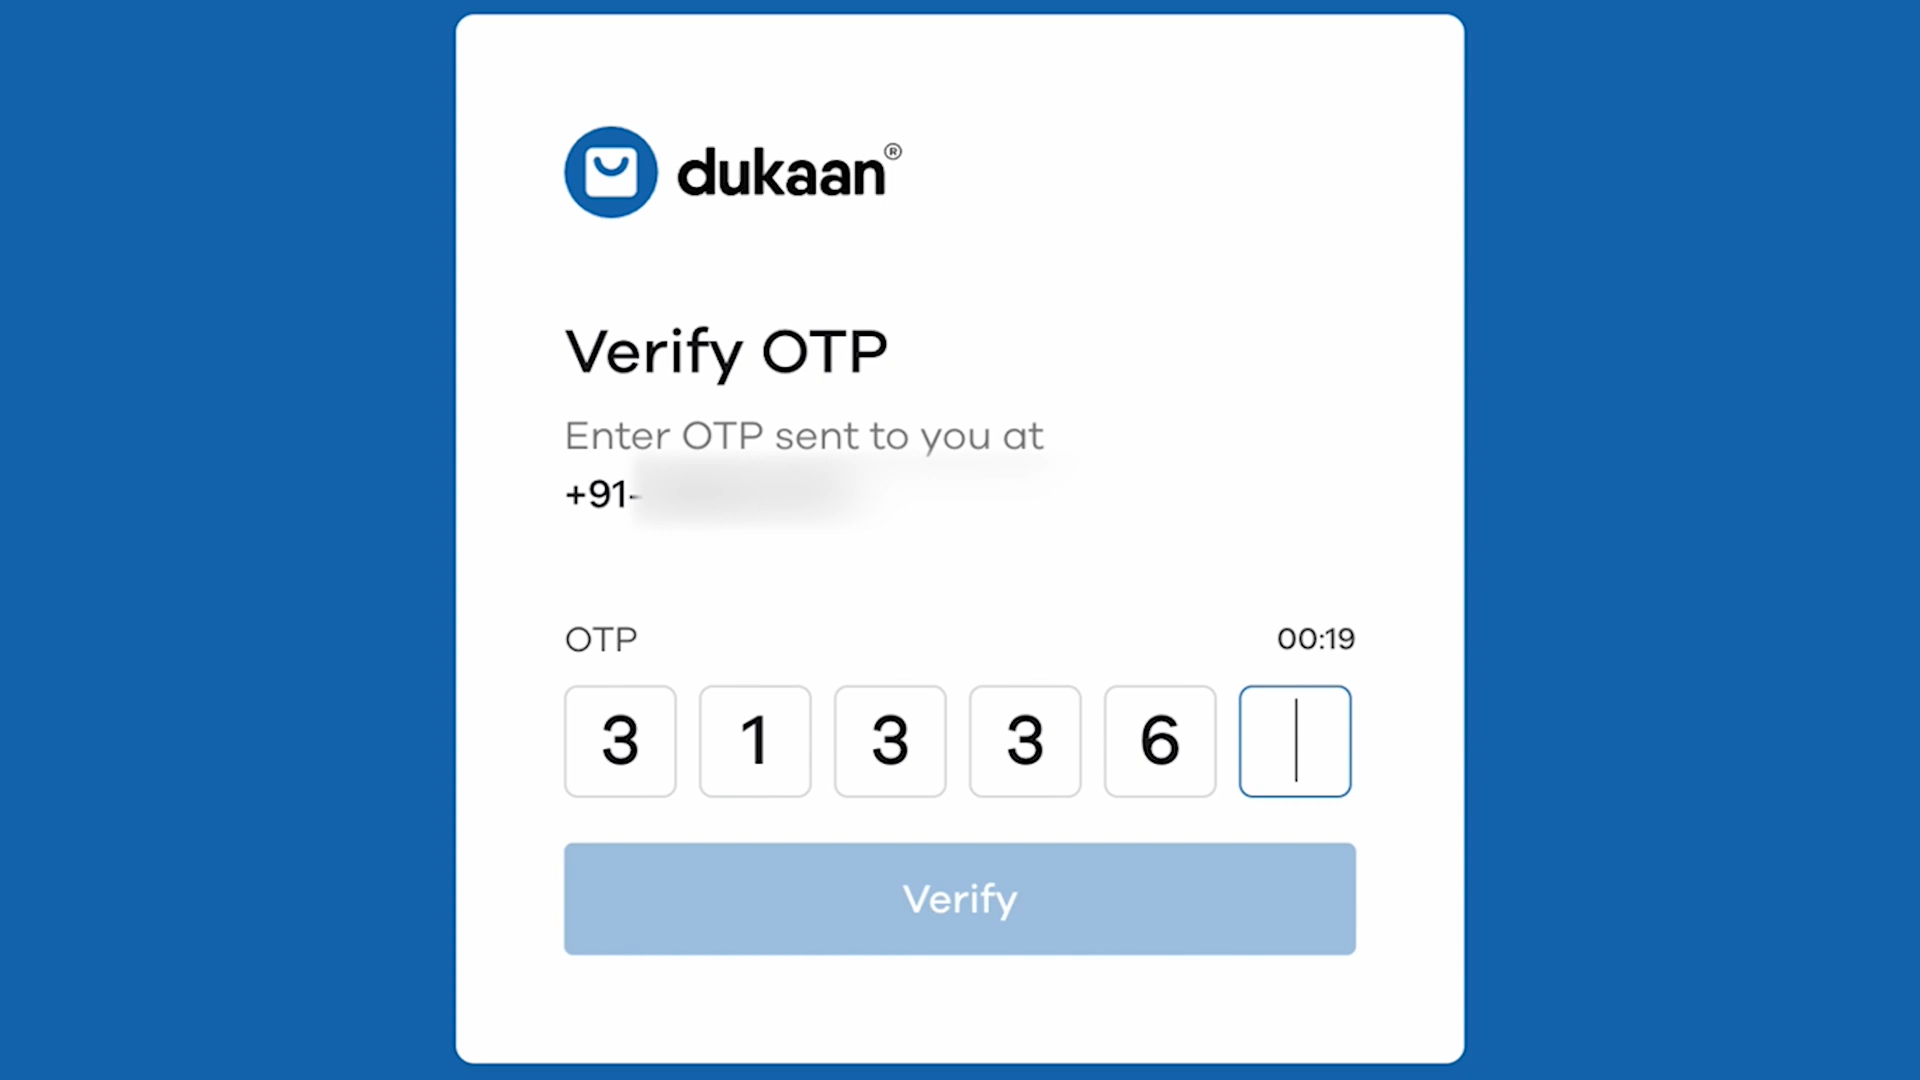 dukaan®
Verify OTP
Enter OTP sent to you at
+91-
OTP 00:19
3 1 3 3 6
Verify